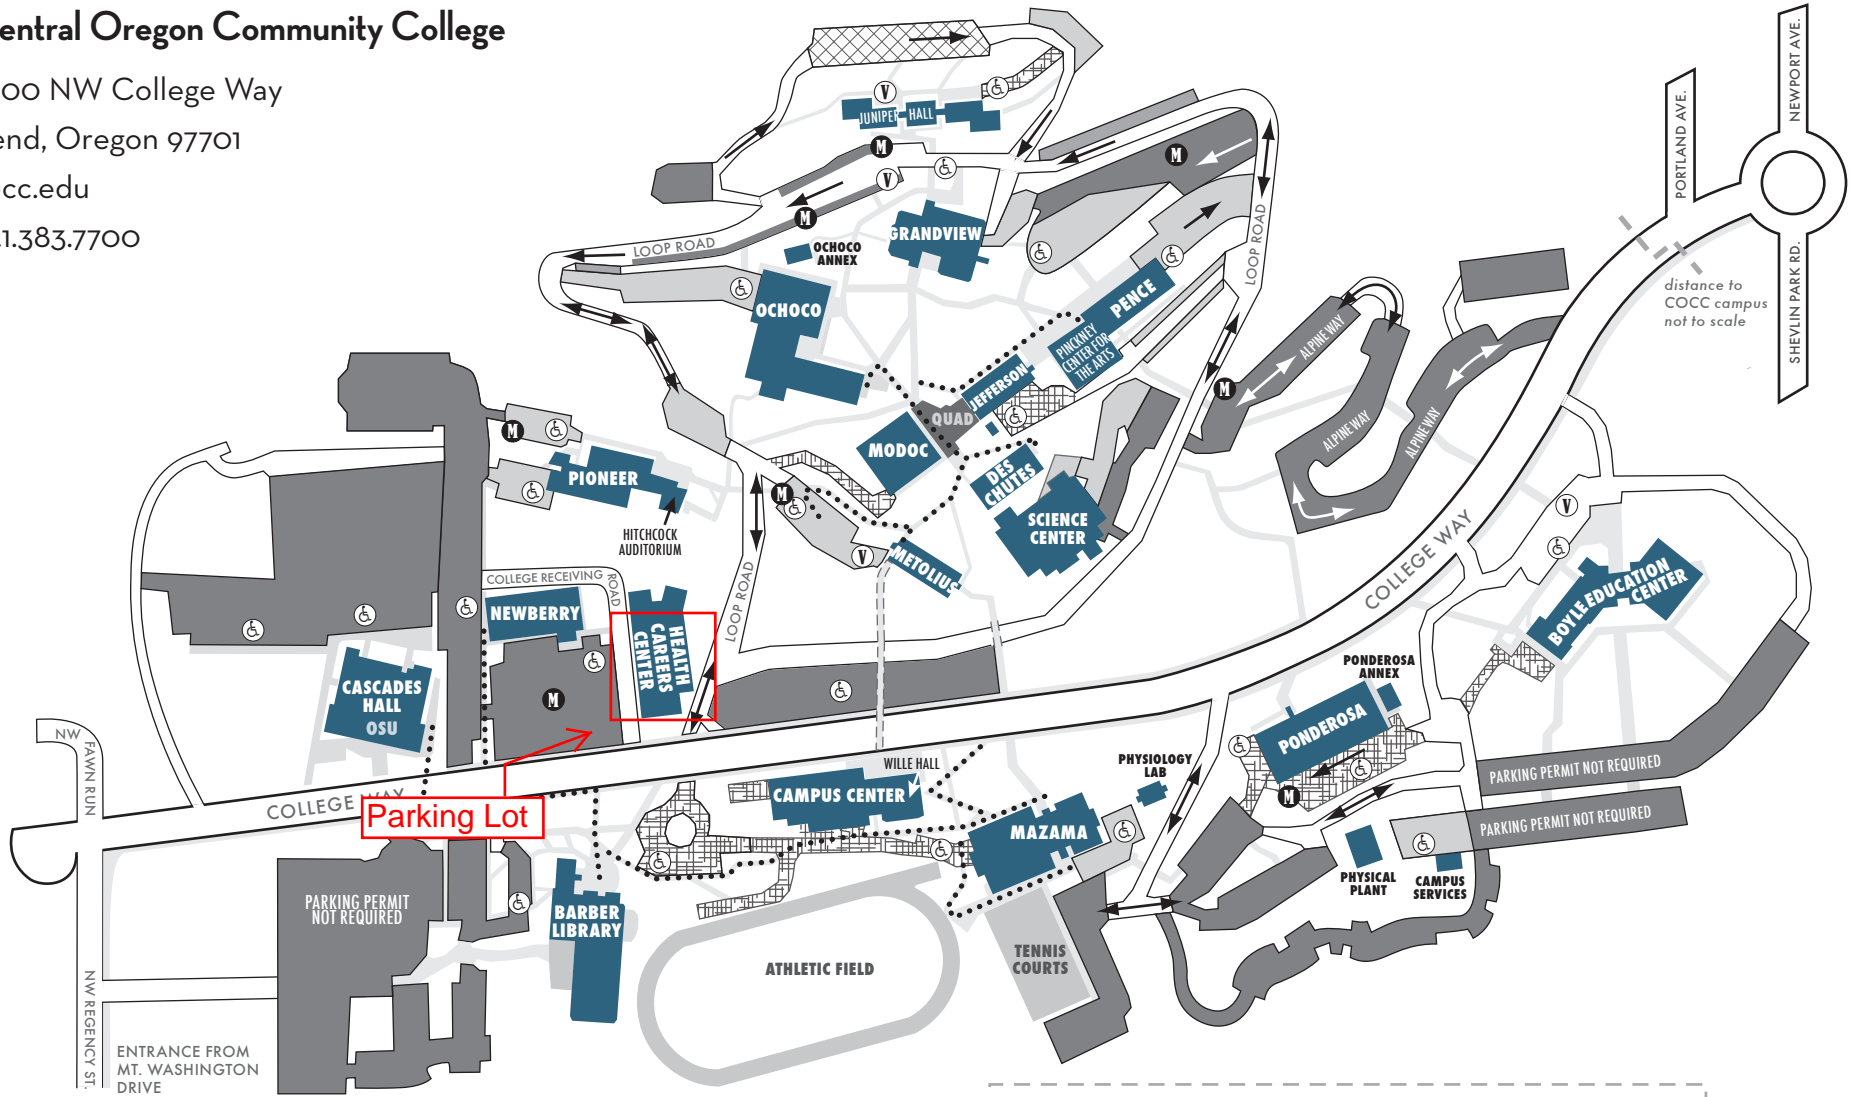 entral Oregon Community College
00 NW College Way
end, Oregon 97701
cc.edu
.1.383.7700
NEWPORT AVE.
PORTLAND AVE.
SHEVLIN PARK RD.
distance to
COCC campus
not to scale
V
JUNIPER HALL
M
V
M
M
LOOP ROAD
GRANDVIEW
OCHOCO
ANNEX
OCHOCO
LOOP ROAD
PENCE
PINCKNEY
CENTER FOR
THE ARTS
ALPINE WAY
ALPINE WAY
ALPINE WAY
M
JEFFERSON
QUAD
MODOC
DES
CHUTES
SCIENCE
CENTER
M
PIONEER
HITCHCOCK
AUDITORIUM
M
V
METOLIUS
COLLEGE WAY
V
BOYLE EDUCATION
CENTER
COLLEGE RECEIVING
ROAD
NEWBERRY
HEALTH
CAREERS
CENTER
LOOP ROAD
CASCADES
HALL
OSU
M
PONDEROSA
ANNEX
PONDEROSA
M
NW
FAWN RUN
COLLEGE WAY
Parking Lot
WILLE HALL
CAMPUS CENTER
PHYSIOLOGY
LAB
MAZAMA
PARKING PERMIT NOT REQUIRED
PARKING PERMIT NOT REQUIRED
PHYSICAL
PLANT
CAMPUS
SERVICES
PARKING PERMIT
NOT REQUIRED
BARBER
LIBRARY
ATHLETIC FIELD
TENNIS
COURTS
NW REGENCY ST.
ENTRANCE FROM
MT. WASHINGTON
DRIVE